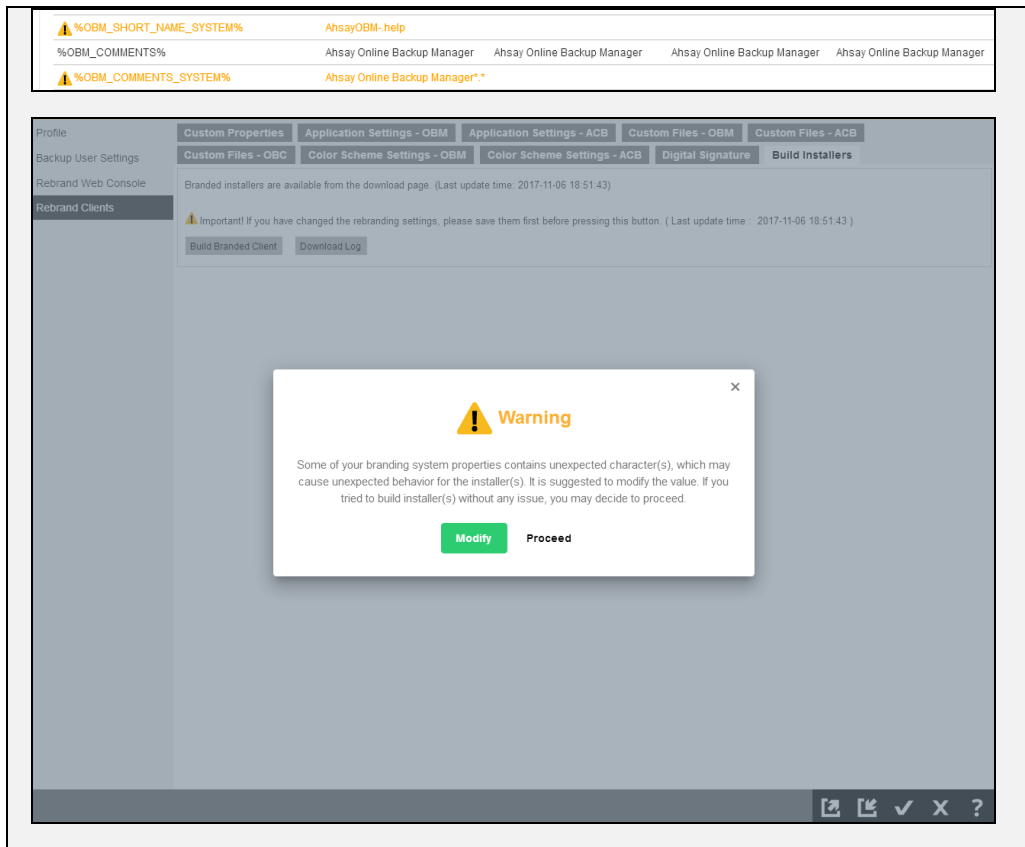 %OBM_SHORT_NAME_SYSTEM% AhsayOBM-.help
%OBM_COMMENTS% Ahsay Online Backup Manager Ahsay Online Backup Manager Ahsay Online Backup Manager Ahsay Online Backup Manager
%OBM_COMMENTS_SYSTEM% Ahsay Online Backup Manager*.*
Profile
Backup User Settings
Rebrand Web Console
Rebrand Clients
Custom Properties Application Settings - OBM Application Settings - ACB Custom Files - OBM Custom Files - ACB
Custom Files - OBC Color Scheme Settings - OBM Color Scheme Settings - ACB Digital Signature Build Installers
Branded installers are available from the download page. (Last update time: 2017-11-06 18:51:43)
Important! If you have changed the rebranding settings, please save them first before pressing this button. ( Last update time : 2017-11-06 18:51:43 )
Build Branded Client Download Log
×
Warning
Some of your branding system properties contains unexpected character(s), which may
cause unexpected behavior for the installer(s). It is suggested to modify the value. If you
tried to build installer(s) without any issue, you may decide to proceed.
Modify Proceed
?